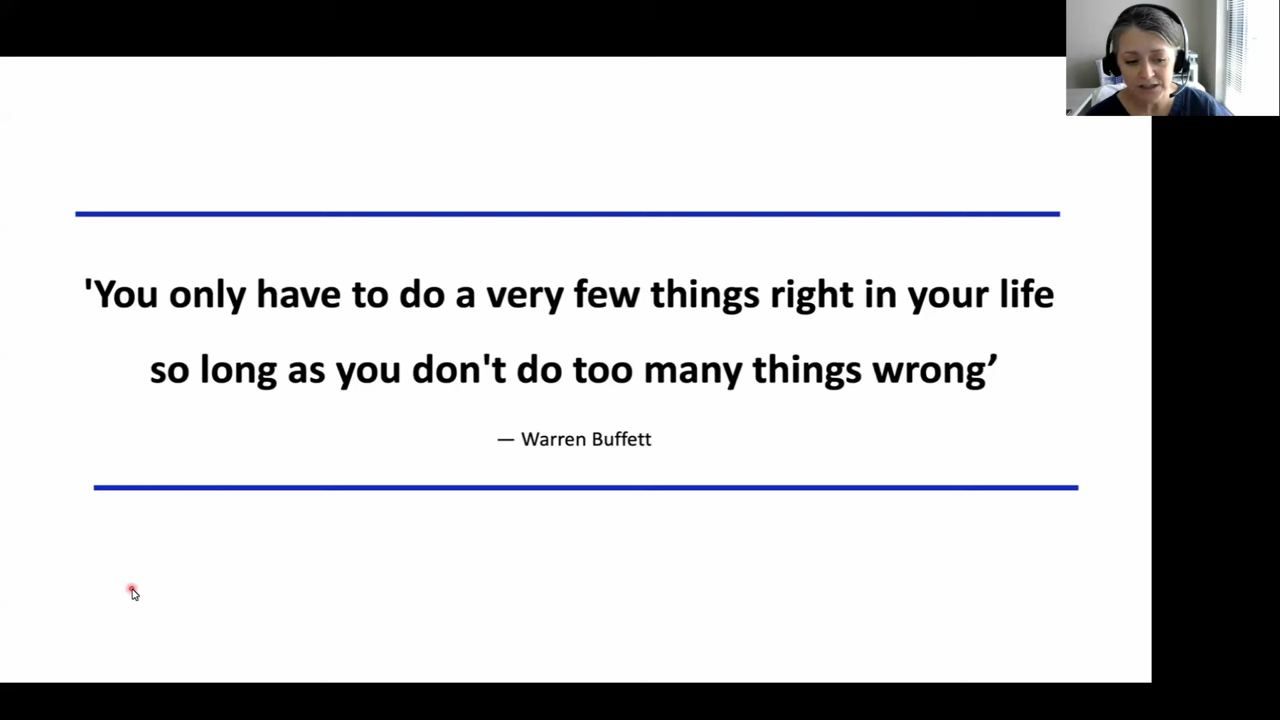 'You only have to do a very few things right in your life
so long as you don't do too many things wrong’
— Warren Buffett